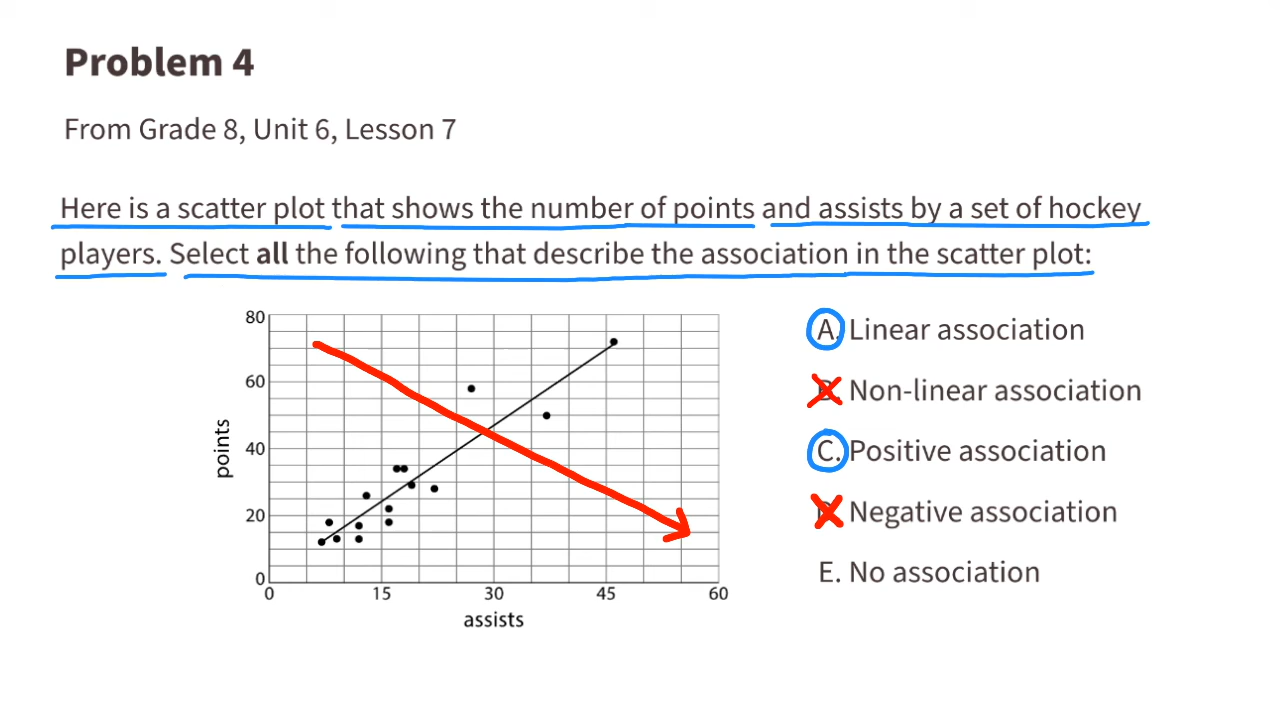 Problem 4
From Grade 8, Unit 6, Lesson 7
Here is a scatter plot that shows the number of points and assists by a set of hockey
players. Select all the following that describe the association in the scatter plot:
80
60
40
20
0
points
0 15 30 45 60
assists
A. Linear association
B. Non-linear association
C. Positive association
D. Negative association
E. No association